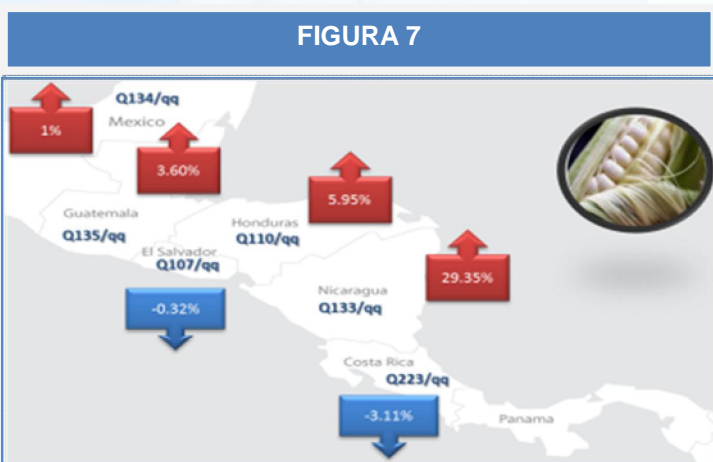 FIGURA 7
Q134/qq
Mexico
1%
3.60%
5.95%
Guatemala
Q135/qq
Honduras
Q110/qq
El Salvador
Q107/qq
29.35%
Nicaragua
Q133/qq
-0.32%
Costa Rica
Q223/qq
-3.11%
Panama